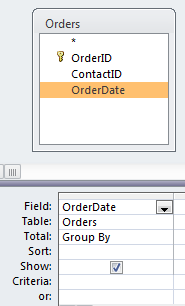 Orders
*
OrderID
ContactID
OrderDate
Field: OrderDate
Table: Orders
Total: Group By
Sort:
Show:
Criteria:
or: